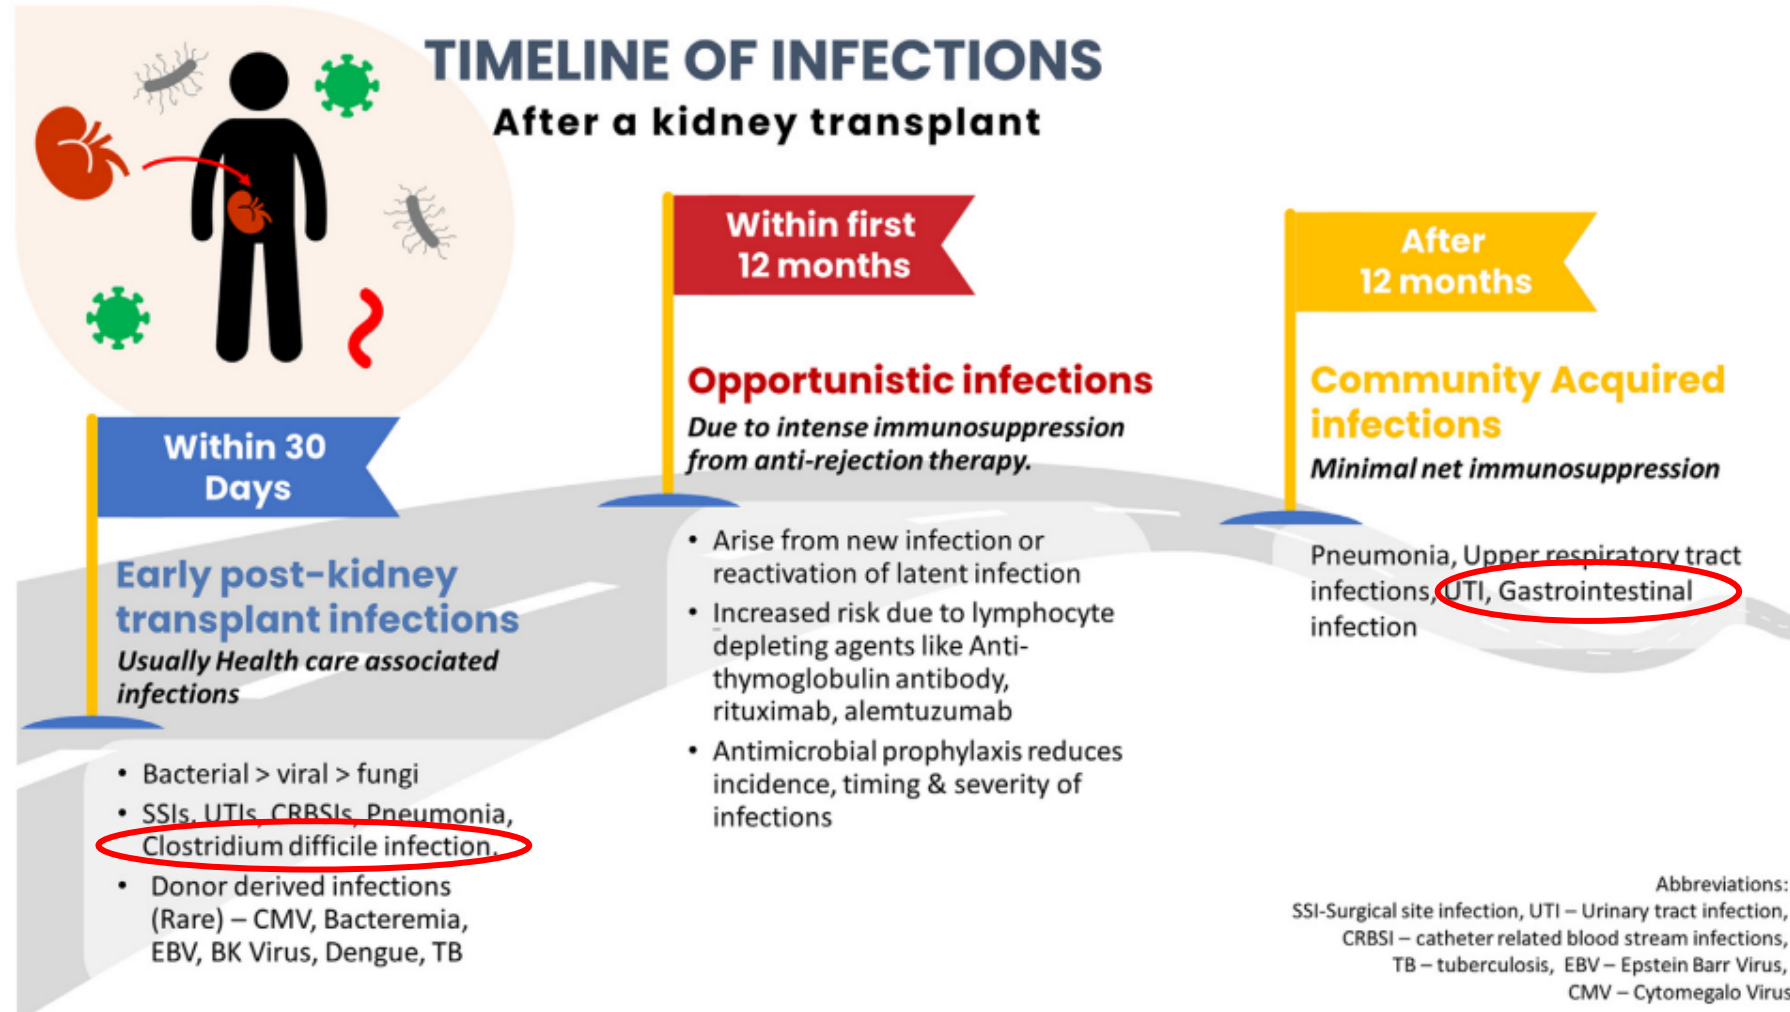 TIMELINE OF INFECTIONS
After a kidney transplant
Within 30
Days
Early post-kidney
transplant infections
Usually Health care associated
infections
• Bacterial > viral > fungi
• SSIs, UTIs, CRBSIs, Pneumonia,
Clostridium difficile infection.
• Donor derived infections
(Rare) – CMV, Bacteremia,
EBV, BK Virus, Dengue, TB
Within first
12 months
Opportunistic infections
Due to intense immunosuppression
from anti-rejection therapy.
• Arise from new infection or
reactivation of latent infection
• Increased risk due to lymphocyte
depleting agents like Anti-
thymoglobulin antibody,
rituximab, alemtuzumab
• Antimicrobial prophylaxis reduces
incidence, timing & severity of
infections
After
12 months
Community Acquired
infections
Minimal net immunosuppression
Pneumonia, Upper respiratory tract
infections, UTI, Gastrointestinal
infection
Abbreviations:
SSI-Surgical site infection, UTI – Urinary tract infection,
CRBSI – catheter related blood stream infections,
TB – tuberculosis, EBV – Epstein Barr Virus,
CMV – Cytomegalo Virus